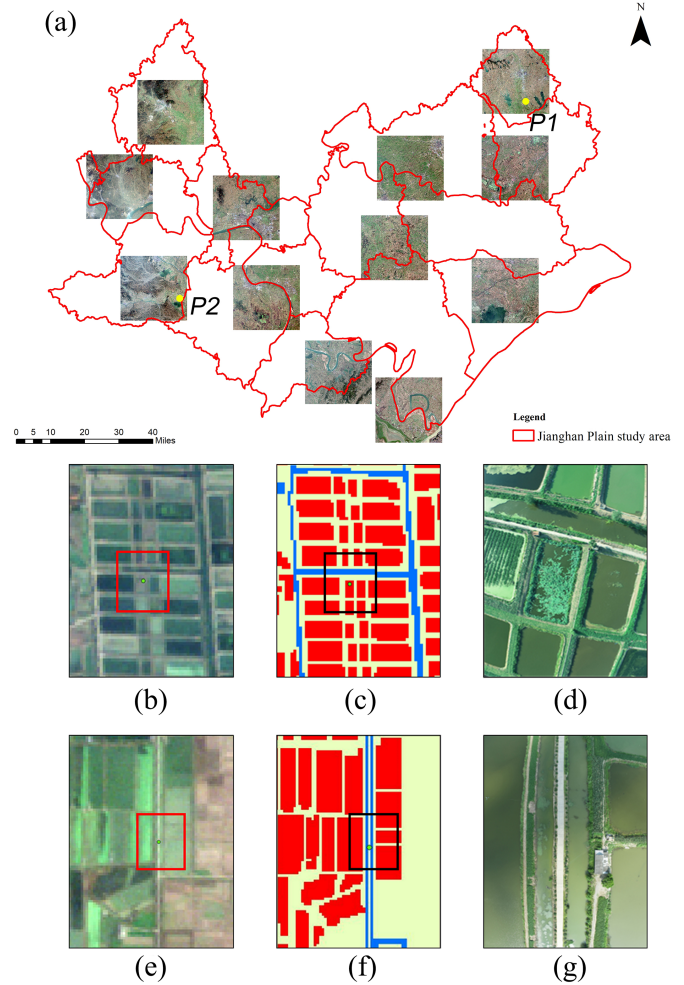 (a)
N
P1
P2
0 5 10 20 30 40
Miles
Legend
Jianghan Plain study area
(b)
(c)
(d)
(e)
(f)
(g)